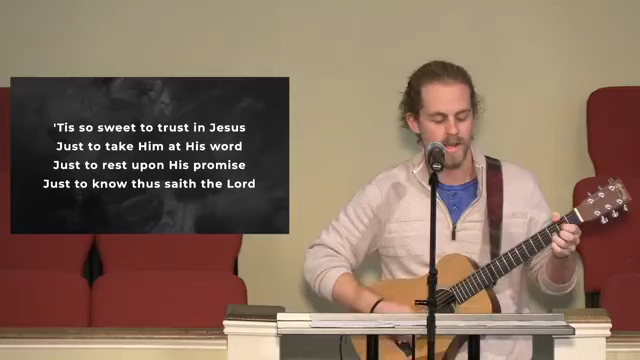 'Tis so sweet to trust in Jesus
Just to take Him at His word
Just to rest upon His promise
Just to know thus saith the Lord